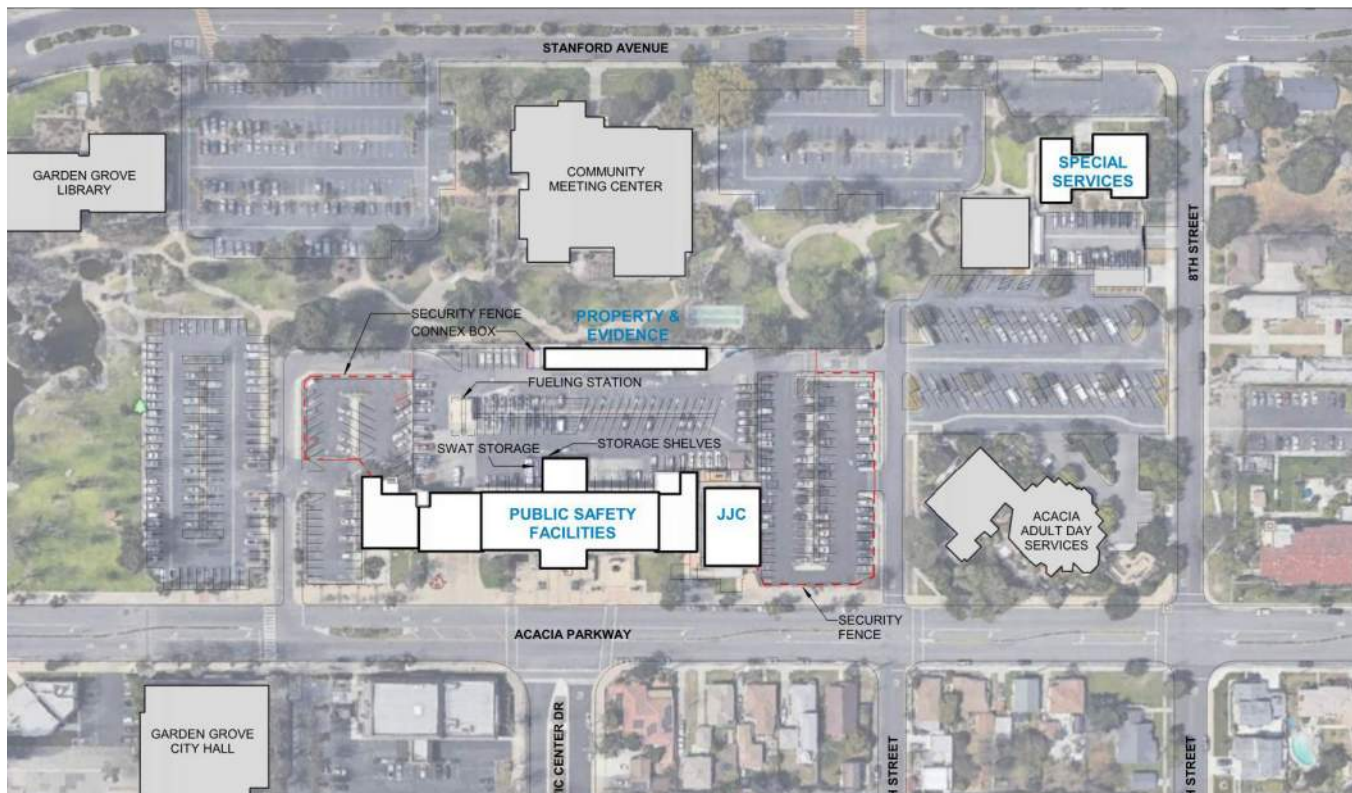 STANFORD AVENUE
GARDEN GROVE
LIBRARY
COMMUNITY
MEETING CENTER
SPECIAL
SERVICES
8TH STREET
SECURITY FENCE
CONNEX BOX
PROPERTY &
EVIDENCE
FUELING STATION
SWAT STORAGE
STORAGE SHELVES
PUBLIC SAFETY
FACILITIES
JJC
ACACIA
ADULT DAY
SERVICES
SECURITY
FENCE
ACACIA PARKWAY
GARDEN GROVE
CITY HALL
CENTER DR
STREET
STREET